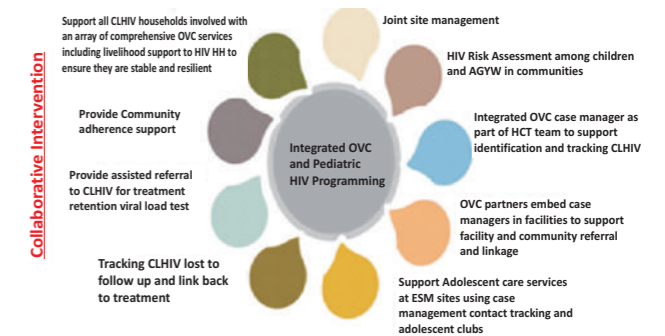 Collaborative Intervention
Support all CLHIV households involved with
an array of comprehensive OVC services
including livelihood support to HIV HH to
ensure they are stable and resilient
Provide Community
adherence support
Provide assisted referral
to CLHIV for treatment
retention viral load test
Tracking CLHIV lost to
follow up and link back
to treatment
Integrated OVC
and Pediatric
HIV Programming
Joint site management
HIV Risk Assessment among children
and AGYW in communities
Integrated OVC case manager as
part of HCT team to support
identification and tracking CLHIV
OVC partners embed case
managers in facilities to support
facility and community referral
and linkage
Support Adolescent care services
at ESM sites using case
management contact tracking and
adolescent clubs